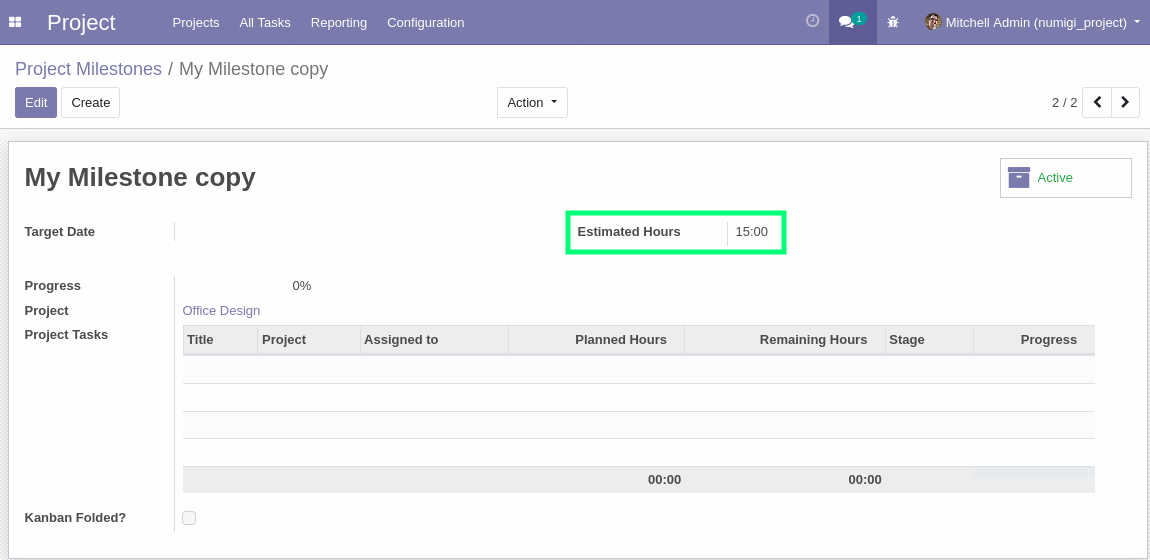 Project Projects All Tasks Reporting Configuration 1 Mitchell Admin (numigi_project)
Project Milestones / My Milestone copy
Edit Create Action 2 / 2
My Milestone copy
Active
Target Date Estimated Hours 15:00
Progress 0%
Project Office Design
Project Tasks
Title Project Assigned to Planned Hours Remaining Hours Stage Progress
00:00 00:00
Kanban Folded?